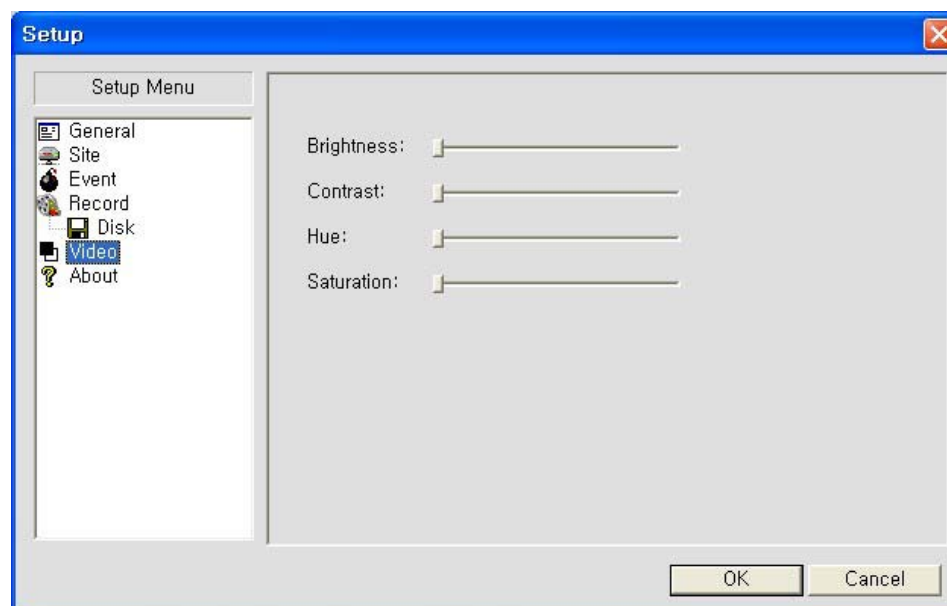 Setup
Setup Menu
General
Site
Event
Record
Disk
Video
About
Brightness:
Contrast:
Hue:
Saturation:
OK
Cancel